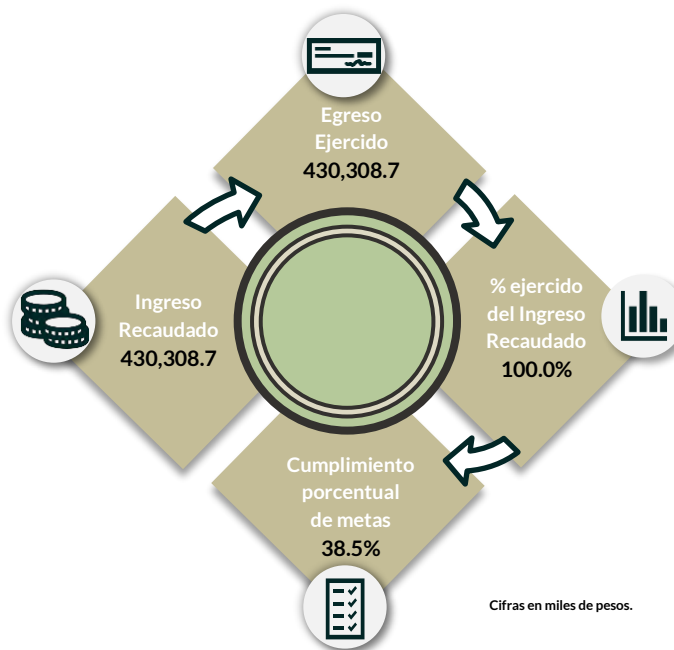 Egreso
Ejercido
430,308.7
Ingreso
Recaudado
430,308.7
% ejercido
del Ingreso
Recaudado
100.0%
Cumplimiento
porcentual
de metas
38.5%
Cifras en miles de pesos.